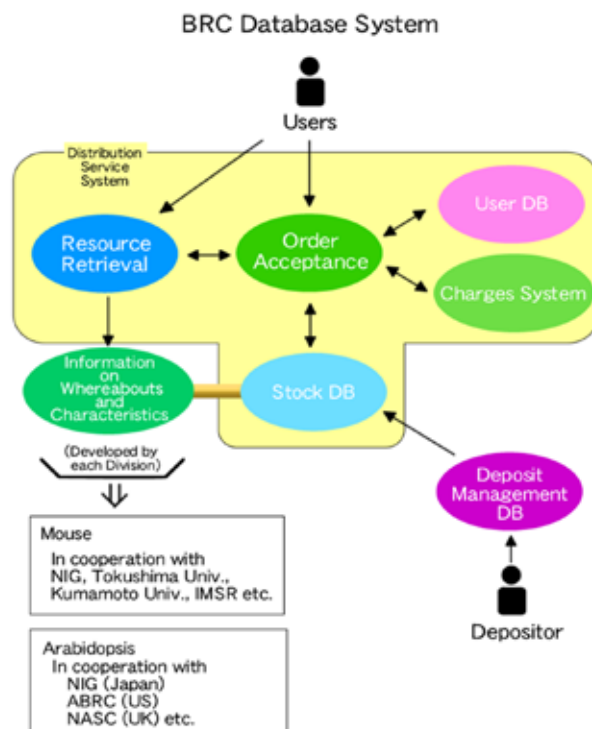 BRC Database System
Users
Distribution
Service
System
Resource
Retrieval
Order
Acceptance
User DB
Charges System
Information
on
Whereabouts
and
Characteristics
Stock DB
(Developed by
each Division)
Deposit
Management
DB
Mouse
In cooperation with
NIG, Tokushima Univ.,
Kumamoto Univ., IMSR etc.
Depositor
Arabidopsis
In cooperation with
NIG (Japan)
ABRC (US)
NASC (UK) etc.